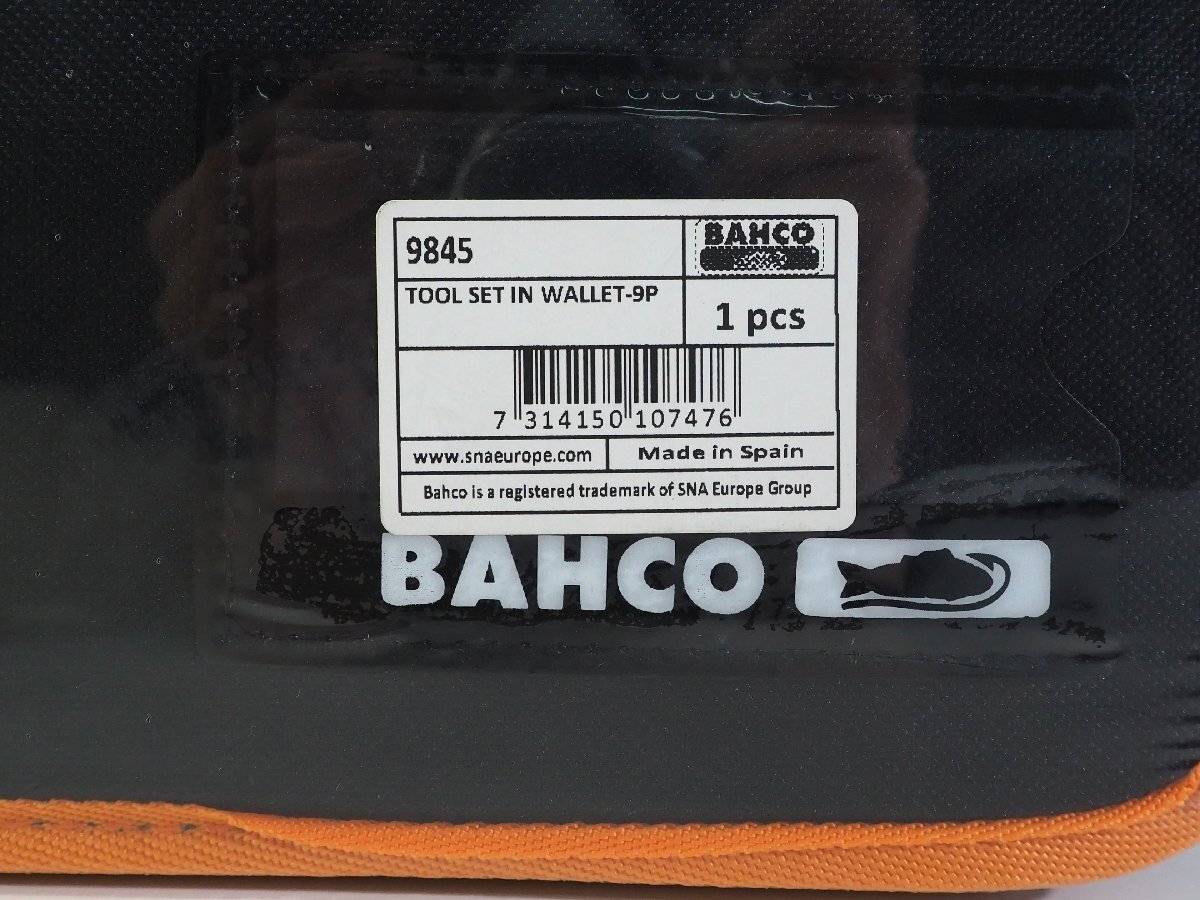 9845
BAHCO
TOOL SET IN WALLET-9P
1 pcs
7 314150 107476
www.snaeurope.com
Made in Spain
Bahco is a registered trademark of SNA Europe Group
BAHCO